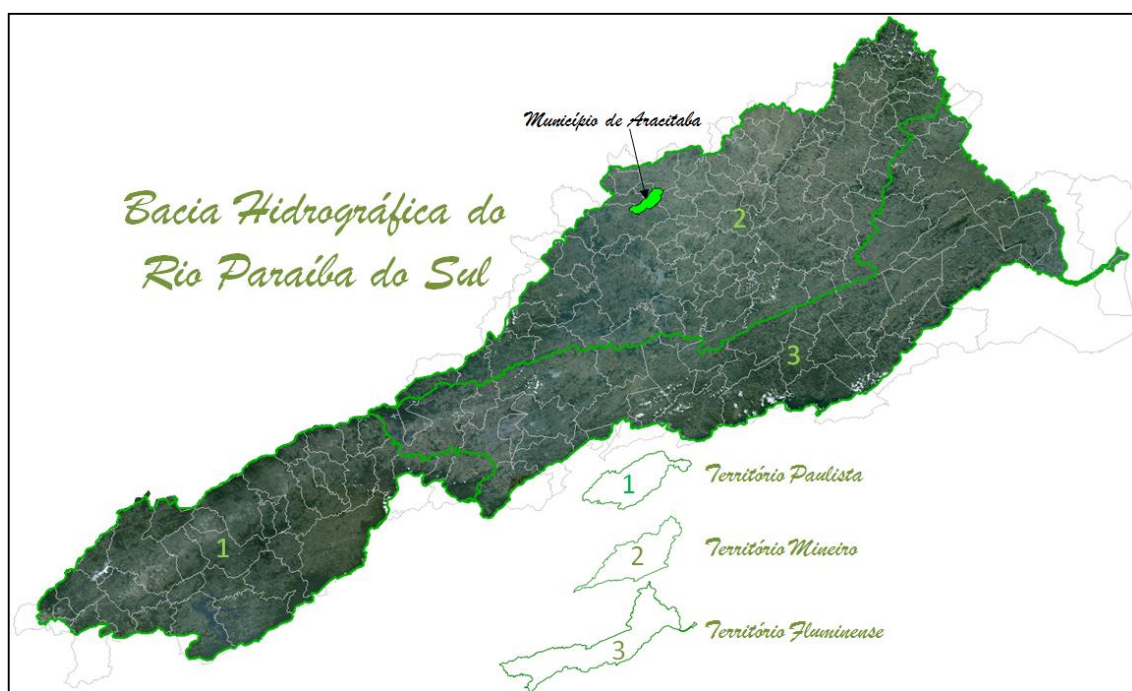 Município de Aracitaba
Bacia Hidrográfica do
Rio Paraíba do Sul
2
3
1
1
Território Paulista
2
Território Mineiro
3
Território Fluminense